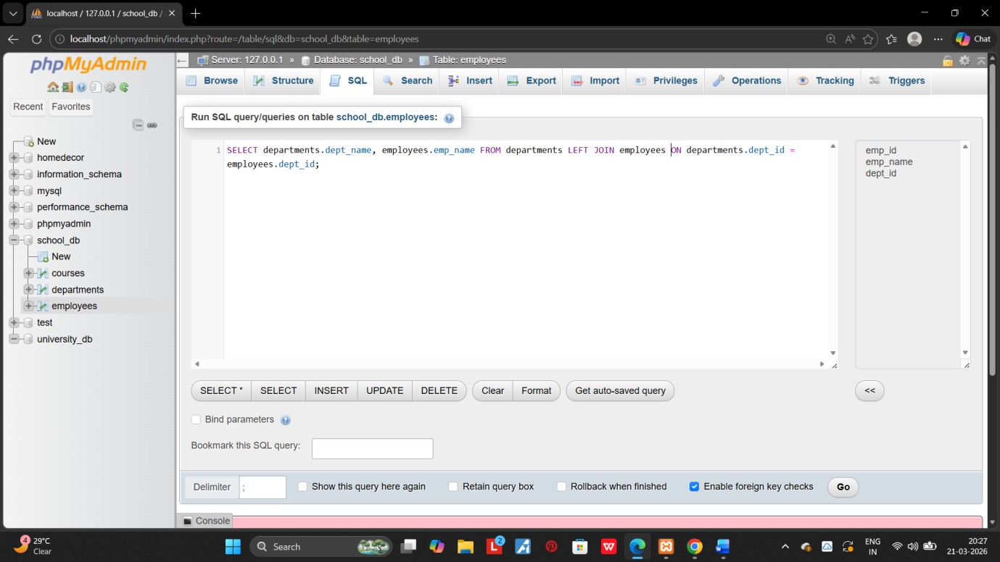 localhost / 127.0.0.1 / school_db /
localhost/phpmyadmin/index.php?route=/table/sql&db=school_db&table=employees
Chat
phpMyAdmin
Recent
Favorites
New
homedecor
information_schema
mysql
performance_schema
phpmyadmin
school_db
New
courses
departments
employees
test
university_db
Server: 127.0.0.1 » Database: school_db » Table: employees
Browse
Structure
SQL
Search
Insert
Export
Import
Privileges
Operations
Tracking
Triggers
Run SQL query/queries on table school_db.employees:
1
SELECT departments.dept_name, employees.emp_name FROM departments LEFT JOIN employees ON departments.dept_id =
employees.dept_id;
emp_id
emp_name
dept_id
SELECT *
SELECT
INSERT
UPDATE
DELETE
Clear
Format
Get auto-saved query
<<
Bind parameters
Bookmark this SQL query:
Delimiter
;
Show this query here again
Retain query box
Rollback when finished
Enable foreign key checks
Go
Console
4
29°C
Clear
Search
L
2
W
W
ENG
IN
20:27
21-03-2026